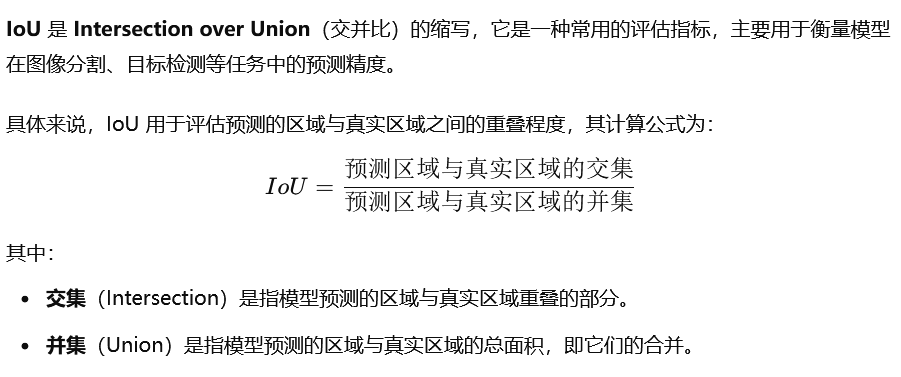 IoU 是 Intersection over Union（交并比）的缩写，它是一种常用的评估指标，主要用于衡量模型
在图像分割、目标检测等任务中的预测精度。
具体来说，IoU 用于评估预测的区域与真实区域之间的重叠程度，其计算公式为：
IoU = 预测区域与真实区域的交集
预测区域与真实区域的并集
其中：
• 交集（Intersection）是指模型预测的区域与真实区域重叠的部分。
• 并集（Union）是指模型预测的区域与真实区域的总面积，即它们的合并。